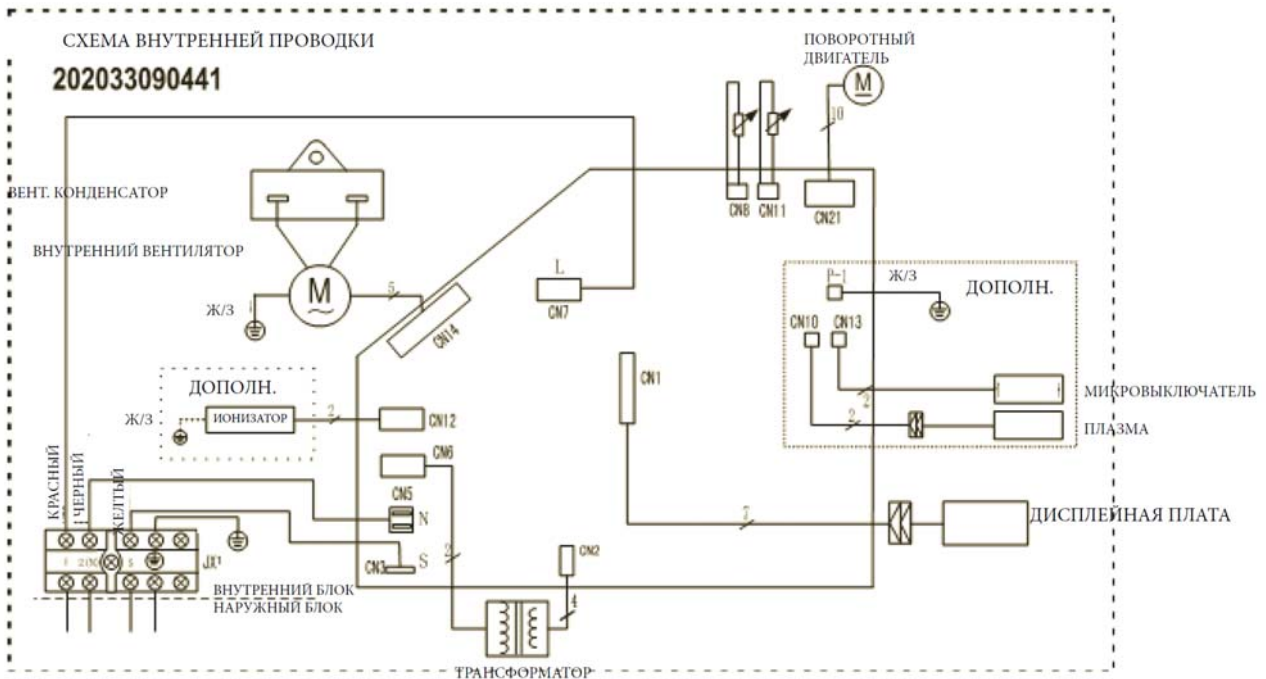 СХЕМА ВНУТРЕННЕЙ ПРОВОДКИ
202033090441
ПОВОРОТНЫЙ
ДВИГАТЕЛЬ
M
10
ВЕНТ. КОНДЕНСАТОР
CN8
CN11
CN21
ВНУТРЕННИЙ ВЕНТИЛЯТОР
M
5
Ж/З
CN14
L
CN7
P-1
Ж/З
ДОПОЛН.
CN10
CN13
2
МИКРОВЫКЛЮЧАТЕЛЬ
2
ПЛАЗМА
CN1
ДОПОЛН.
Ж/З
ИОНИЗАТОР
2
CN12
CN6
КРАСНЫЙ
ЧЕРНЫЙ
ЖЕЛТЫЙ
CN5
N
7
ДИСПЛЕЙНАЯ ПЛАТА
CN3
S
2
CN2
4
1
S
ВНУТРЕННИЙ БЛОК
НАРУЖНЫЙ БЛОК
ТРАНСФОРМАТОР